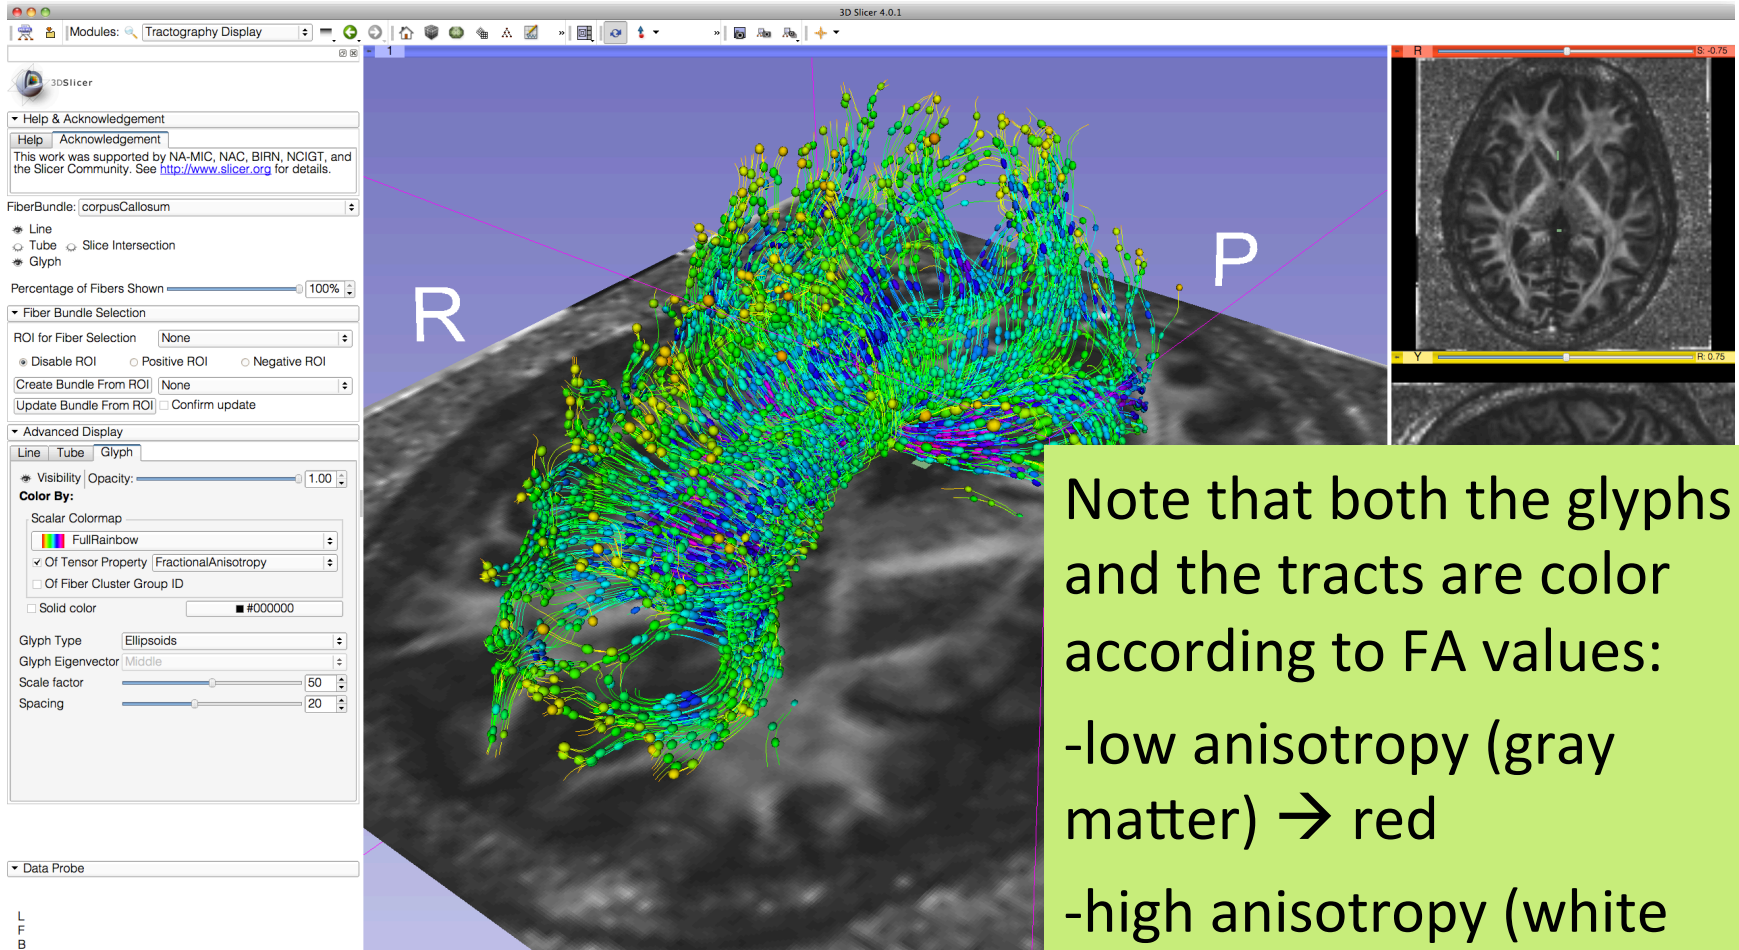 3D Slicer 4.0.1
Modules: Tractography Display
»
»
3DSlicer
Help & Acknowledgement
Help Acknowledgement
This work was supported by NA-MIC, NAC, BIRN, NCIGT, and
the Slicer Community. See http://www.slicer.org for details.
FiberBundle: corpusCallosum
Line
Tube Slice Intersection
Glyph
Percentage of Fibers Shown 100%
Fiber Bundle Selection
ROI for Fiber Selection None
Disable ROI Positive ROI Negative ROI
Create Bundle From ROI None
Update Bundle From ROI Confirm update
Advanced Display
Line Tube Glyph
Visibility Opacity: 1.00
Color By:
Scalar Colormap
FullRainbow
Of Tensor Property FractionalAnisotropy
Of Fiber Cluster Group ID
Solid color #000000
Glyph Type Ellipsoids
Glyph Eigenvector Middle
Scale factor 50
Spacing 20
Data Probe
L
F
B
1
R
P
R S: -0.75
Y R: 0.75
Note that both the glyphs
and the tracts are color
according to FA values:
-low anisotropy (gray
matter) → red
-high anisotropy (white